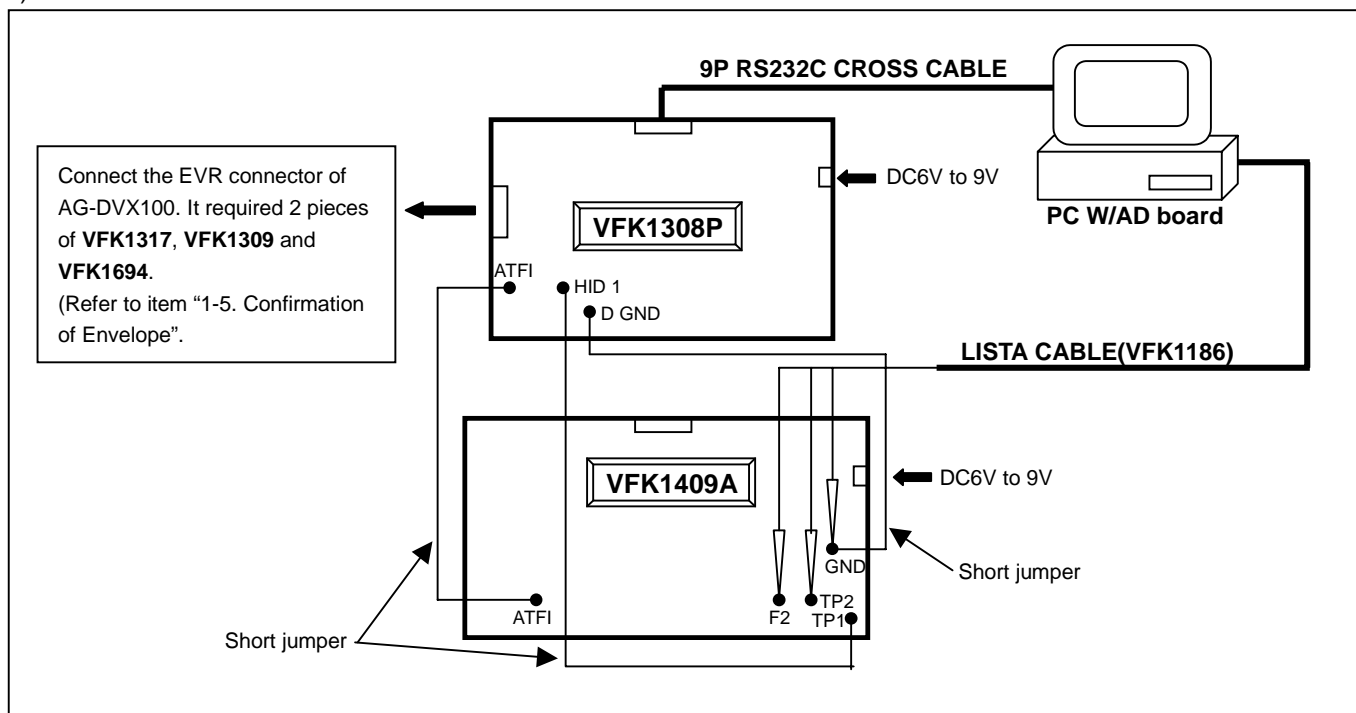 )
9P RS232C CROSS CABLE
Connect the EVR connector of
AG-DVX100. It required 2 pieces
of VFK1317, VFK1309 and
VFK1694.
(Refer to item “1-5. Confirmation
of Envelope”.
DC6V to 9V
VFK1308P
PC W/AD board
ATFI
HID 1
D GND
LISTA CABLE(VFK1186)
VFK1409A
DC6V to 9V
GND
Short jumper
ATFI
F2
TP2
TP1
Short jumper